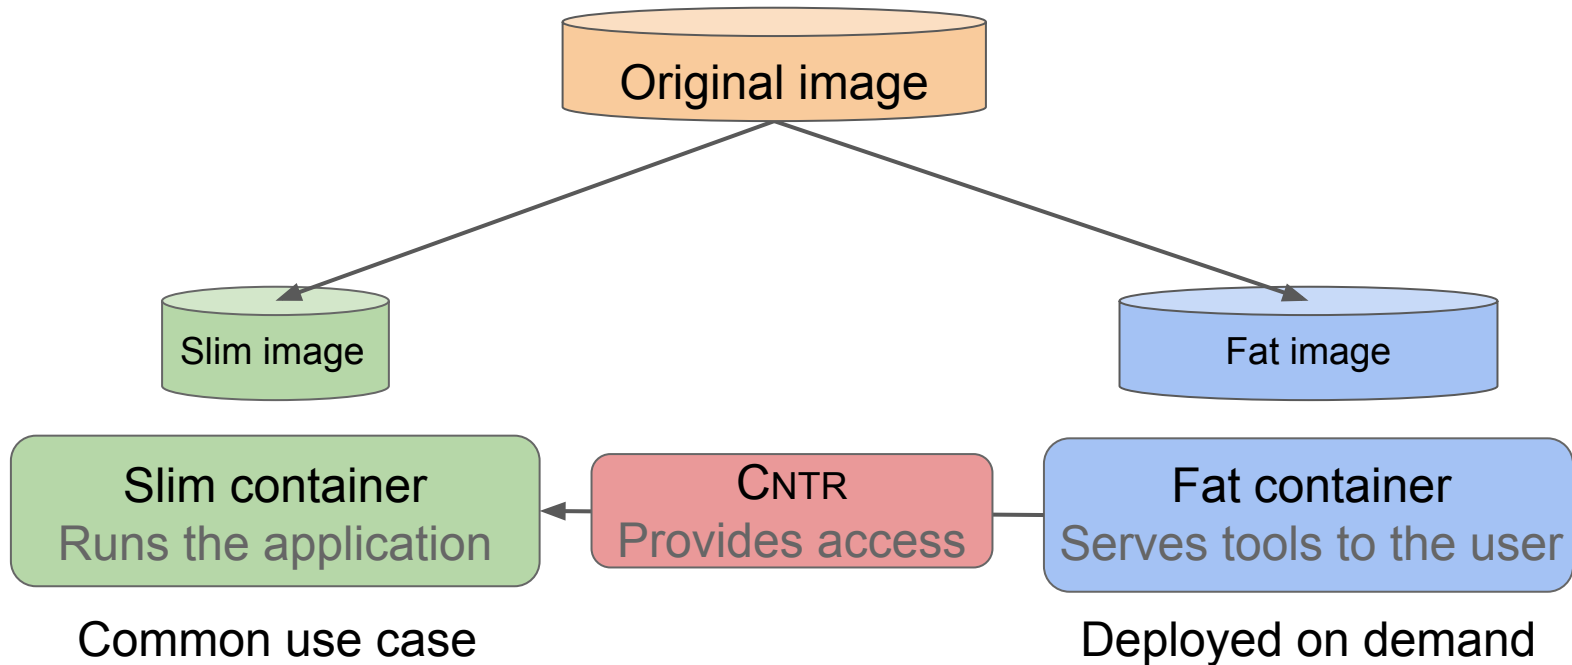 Original image
Slim image
Fat image
Slim container
Runs the application
CNTR
Provides access
Fat container
Serves tools to the user
Common use case
Deployed on demand